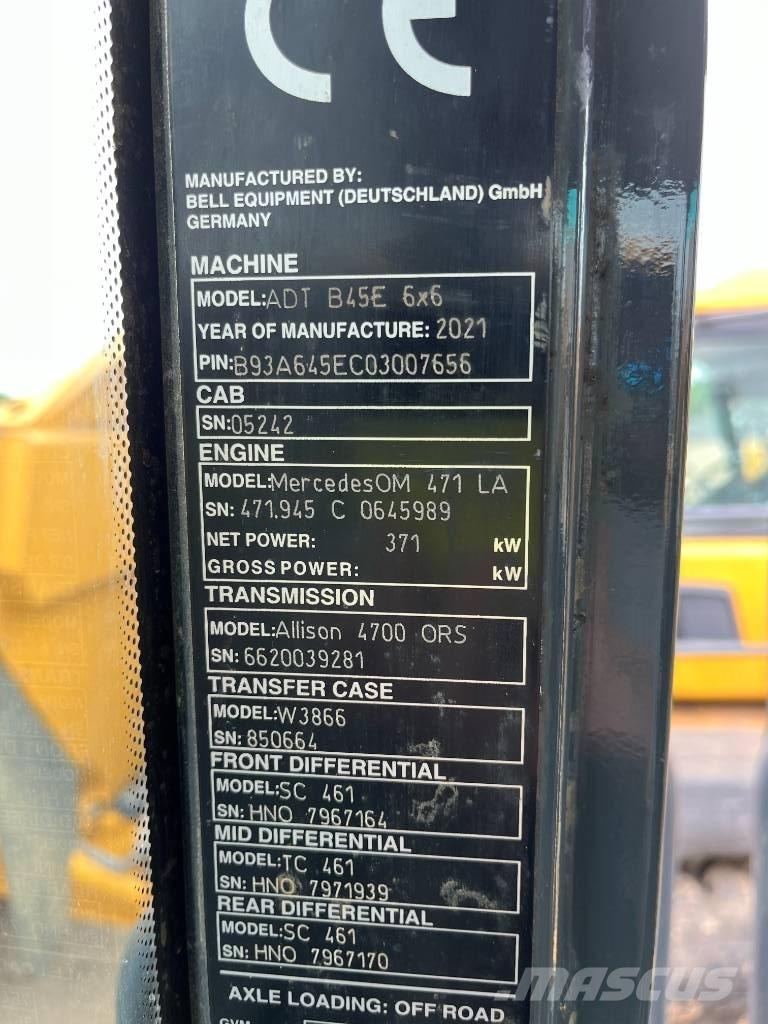 CE
MANUFACTURED BY:
BELL EQUIPMENT (DEUTSCHLAND) GmbH
GERMANY
MACHINE
MODEL:ADT B45E 6x6
YEAR OF MANUFACTURE: 2021
PIN:B93A645EC03007656
CAB
SN:05242
ENGINE
MODEL:MercedesOM 471 LA
SN: 471.945 C 0645989
NET POWER: 371 kW
GROSS POWER: kW
TRANSMISSION
MODEL:Allison 4700 ORS
SN:6620039281
TRANSFER CASE
MODEL:W3866
SN:850664
FRONT DIFFERENTIAL
MODEL:SC 461
SN:HNO 7967164
MID DIFFERENTIAL
MODEL:TC 461
SN:HNO 7971939
REAR DIFFERENTIAL
MODEL:SC 461
SN:HNO 7967170
AXLE LOADING: OFF ROAD
GVM
MASCUS